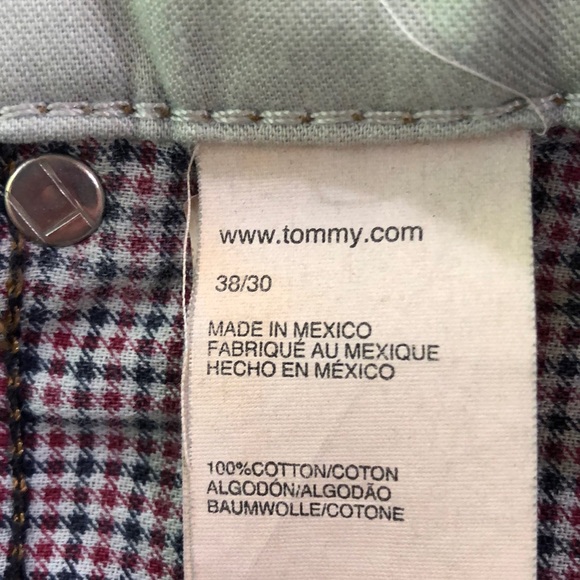 www.tommy.com
38/30
MADE IN MEXICO
FABRIQUÉ AU MEXIQUE
HECHO EN MÉXICO
100%COTTON/COTON
ALGODÓN/ALGODÃO
BAUMWOLLE/COTONE